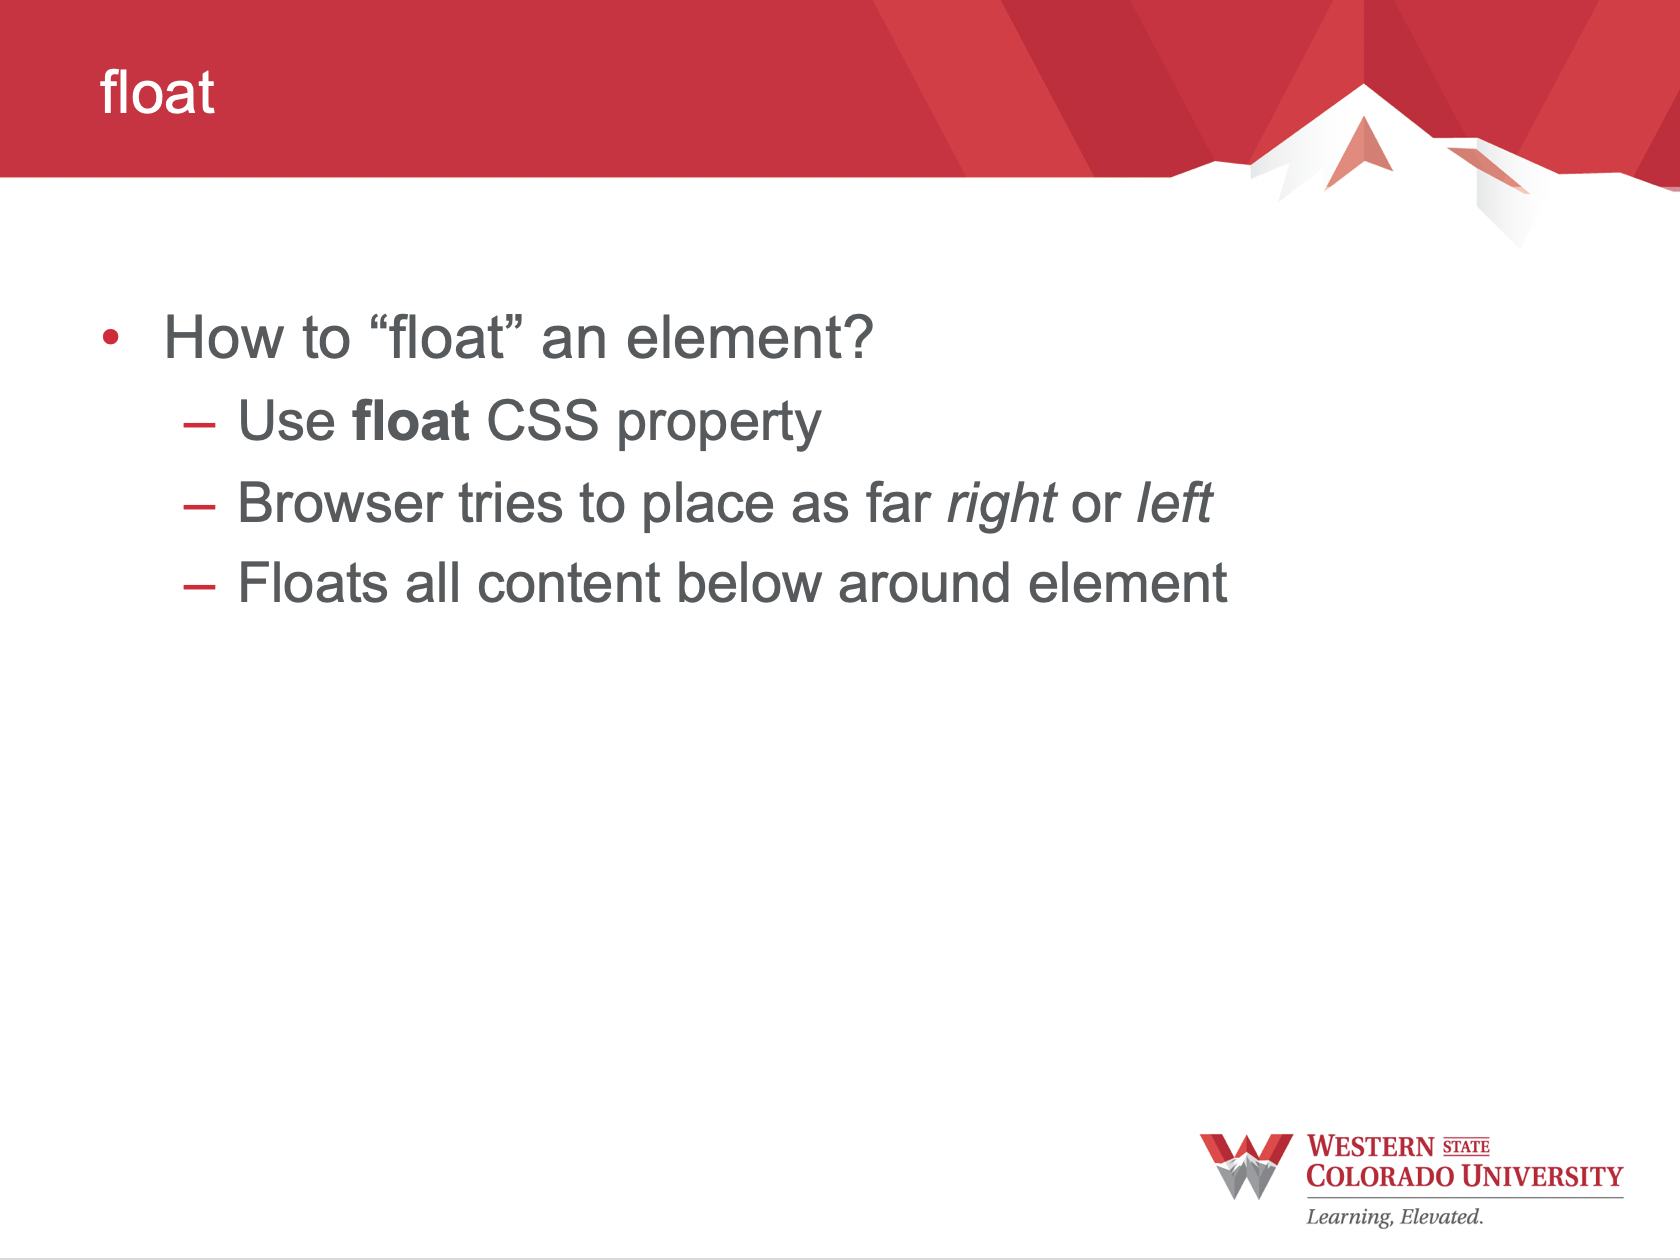 float
• How to “float” an element?
– Use float CSS property
– Browser tries to place as far right or left
– Floats all content below around element
WESTERN STATE
COLORADO UNIVERSITY
Learning, Elevated.